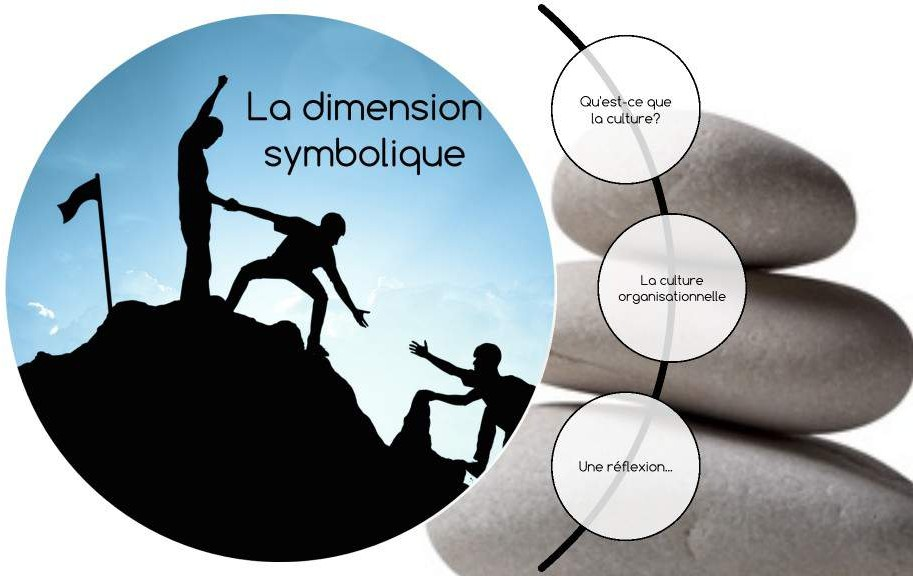 La dimension
symbolique
Qu'est-ce que
la culture?
La culture
organisationnelle
Une réflexion...